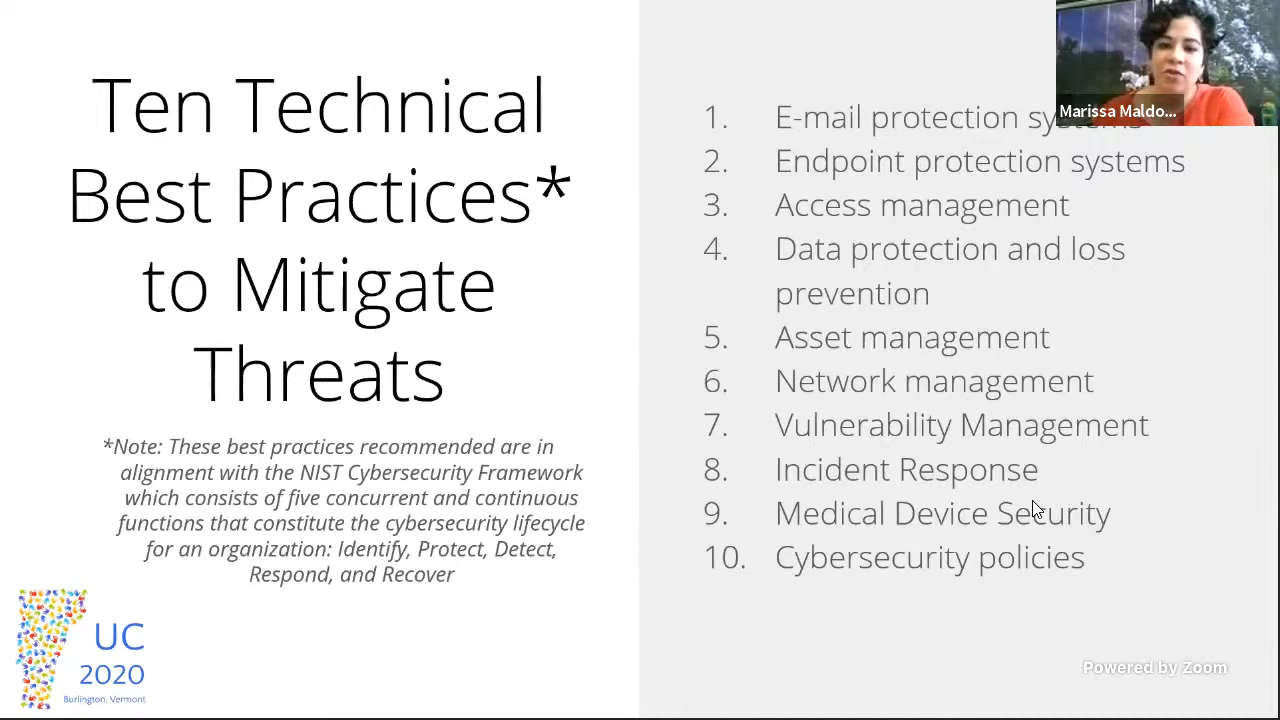 Ten Technical
Best Practices*
to Mitigate
Threats
*Note: These best practices recommended are in
alignment with the NIST Cybersecurity Framework
which consists of five concurrent and continuous
functions that constitute the cybersecurity lifecycle
for an organization: Identify, Protect, Detect,
Respond, and Recover
UC
2020
Burlington, Vermont
1. E-mail protection systems
2. Endpoint protection systems
3. Access management
4. Data protection and loss
prevention
5. Asset management
6. Network management
7. Vulnerability Management
8. Incident Response
9. Medical Device Security
10. Cybersecurity policies
Marissa Maldo...
Powered by Zoom